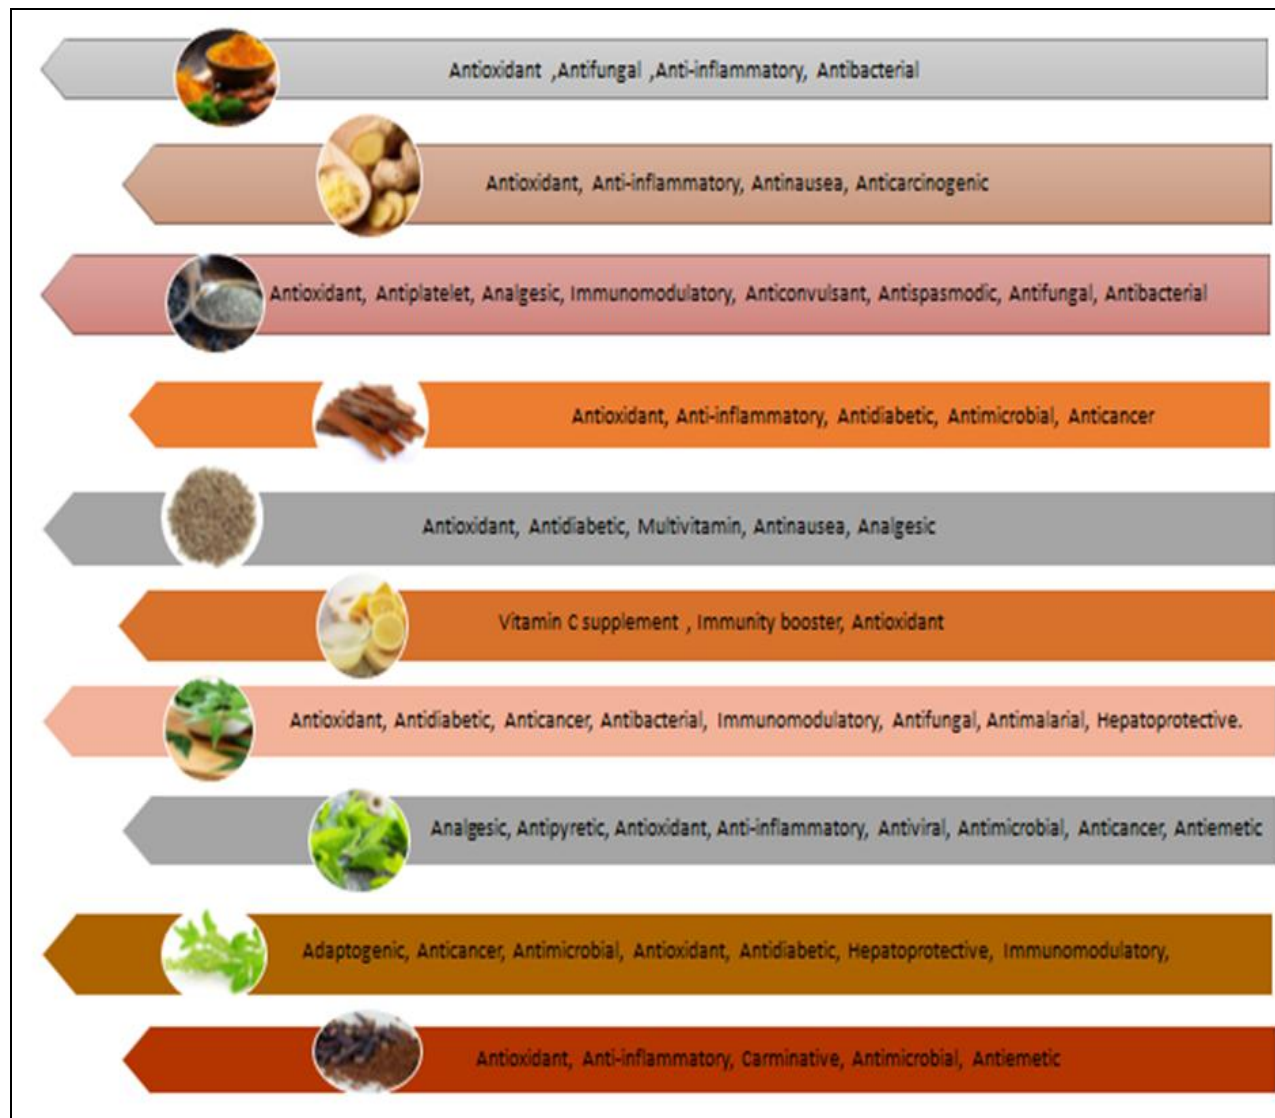 Antioxidant ,Antifungal ,Anti-inflammatory, Antibacterial
Antioxidant, Anti-inflammatory, Antinausea, Anticarcinogenic
Antioxidant, Antiplatelet, Analgesic, Immunomodulatory, Anticonvulsant, Antispasmodic, Antifungal, Antibacterial
Antioxidant, Anti-inflammatory, Antidiabetic, Antimicrobial, Anticancer
Antioxidant, Antidiabetic, Multivitamin, Antinausea, Analgesic
Vitamin C supplement , Immunity booster, Antioxidant
Antioxidant, Antidiabetic, Anticancer, Antibacterial, Immunomodulatory, Antifungal, Antimalarial, Hepatoprotective.
Analgesic, Antipyretic, Antioxidant, Anti-inflammatory, Antiviral, Antimicrobial, Anticancer, Antiemetic
Adaptogenic, Anticancer, Antimicrobial, Antioxidant, Antidiabetic, Hepatoprotective, Immunomodulatory,
Antioxidant, Anti-inflammatory, Carminative, Antimicrobial, Antiemetic